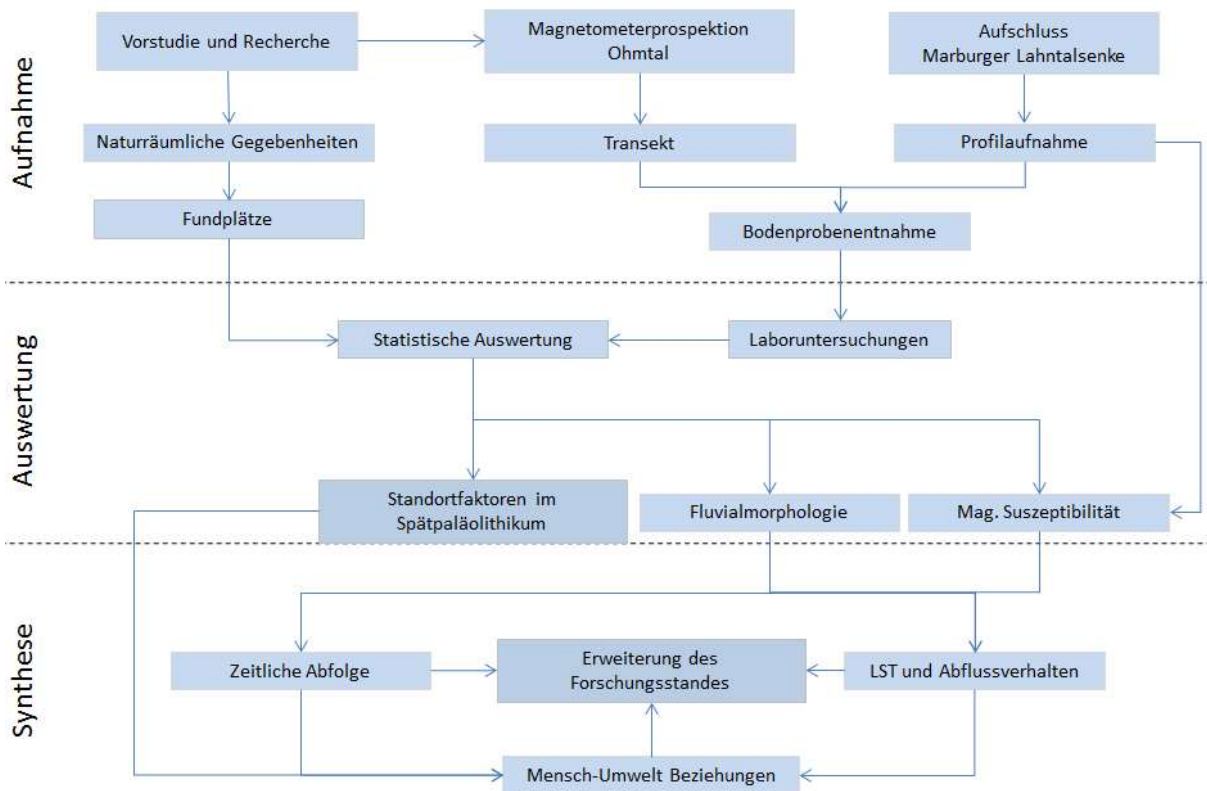 Aufnahme
Vorstudie und Recherche
Magnetometerprospektion
Ohmtal
Aufschluss
Marburger Lahntalsenke
Naturräumliche Gegebenheiten
Transekt
Profilaufnahme
Fundplätze
Bodenprobenentnahme
Auswertung
Statistische Auswertung
Laboruntersuchungen
Standortfaktoren im
Spätpaläolithikum
Fluvialmorphologie
Mag. Suszeptibilität
Synthese
Zeitliche Abfolge
Erweiterung des
Forschungsstandes
LST und Abflussverhalten
Mensch-Umwelt Beziehungen